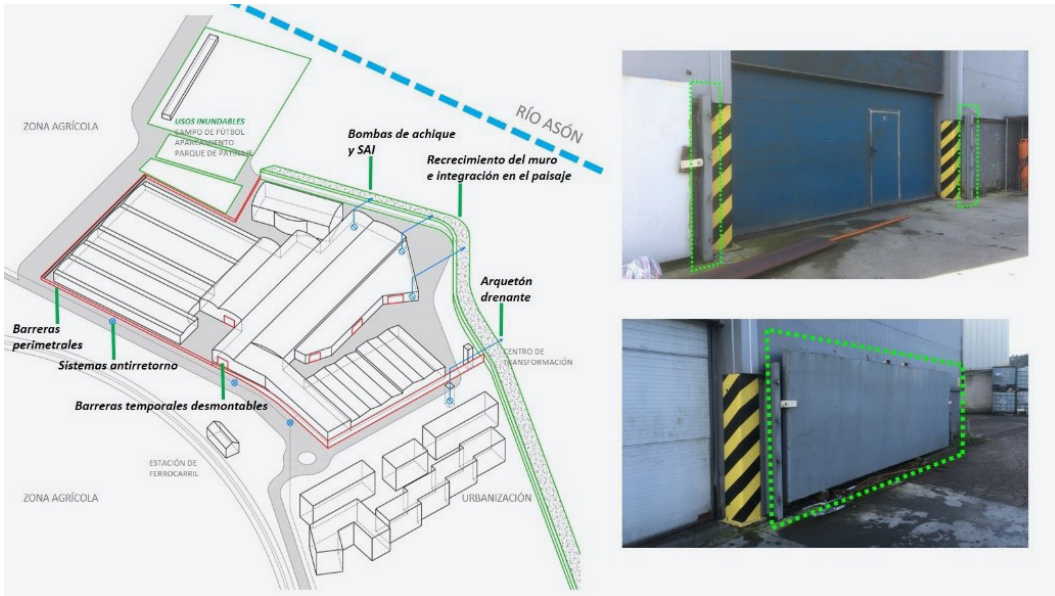 RÍO ASÓN
ZONA AGRÍCOLA
USOS INUNDABLES
CAMPO DE FÚTBOL
APARCAMIENTO
PARQUE DE PATINAJE
Bombas de achique
y SAI
Recrecimiento del muro
e integración en el paisaje
Arquetón
drenante
Barreras
perimetrales
Sistemas antirretorno
CENTRO DE
TRANSFORMACIÓN
Barreras temporales desmontables
ESTACIÓN DE
FERROCARRIL
ZONA AGRÍCOLA
URBANIZACIÓN